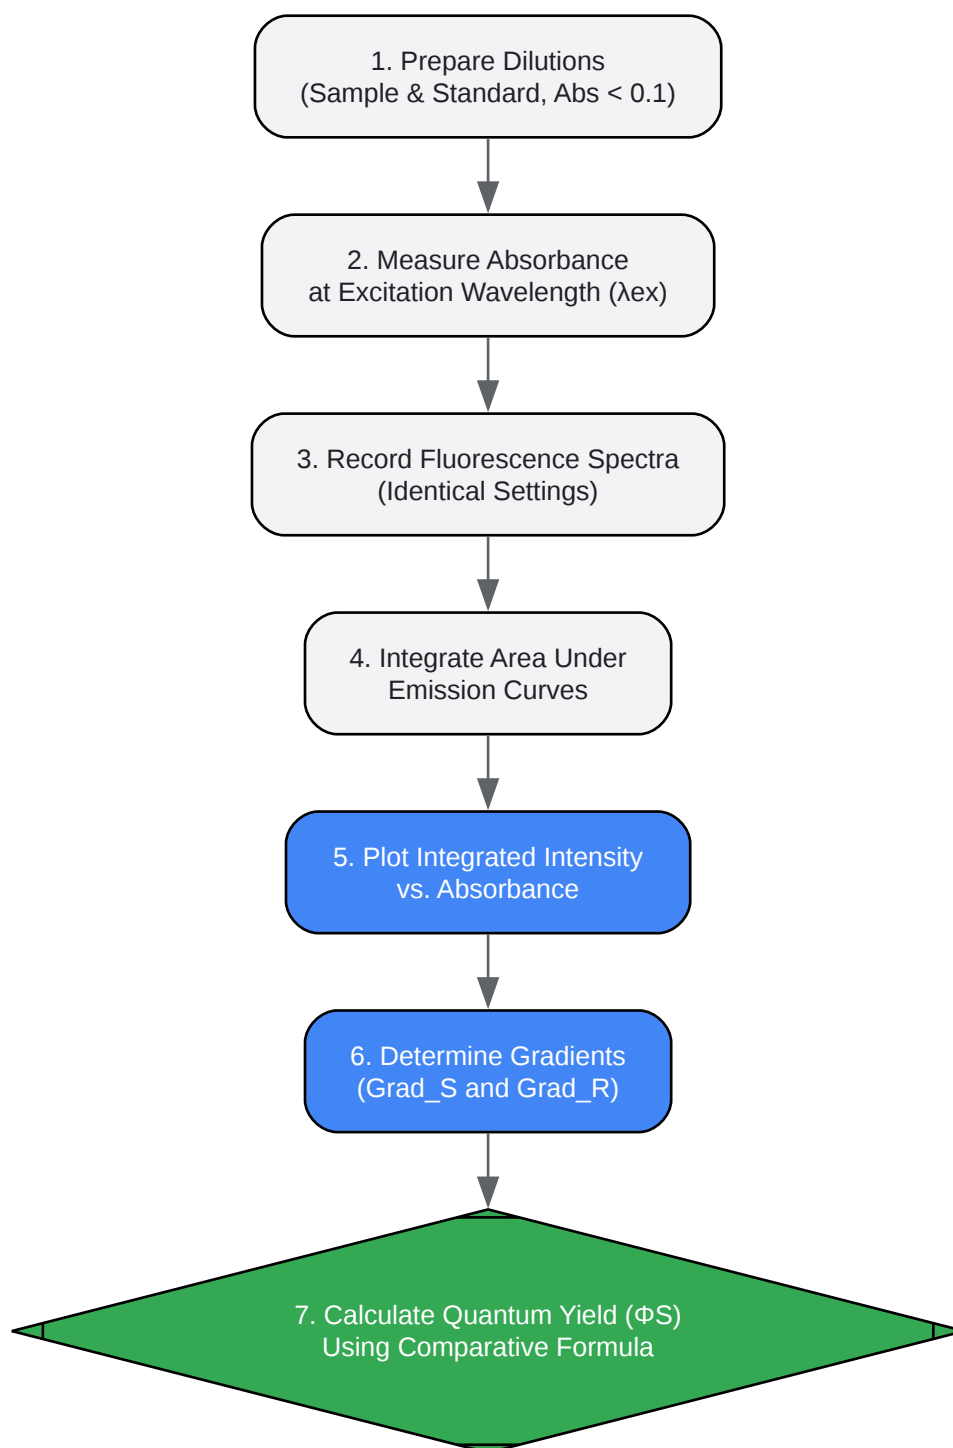 1. Prepare Dilutions
(Sample & Standard, Abs < 0.1)
2. Measure Absorbance
at Excitation Wavelength (λex)
3. Record Fluorescence Spectra
(Identical Settings)
4. Integrate Area Under
Emission Curves
5. Plot Integrated Intensity
vs. Absorbance
6. Determine Gradients
(Grad_S and Grad_R)
7. Calculate Quantum Yield (ΦS)
Using Comparative Formula